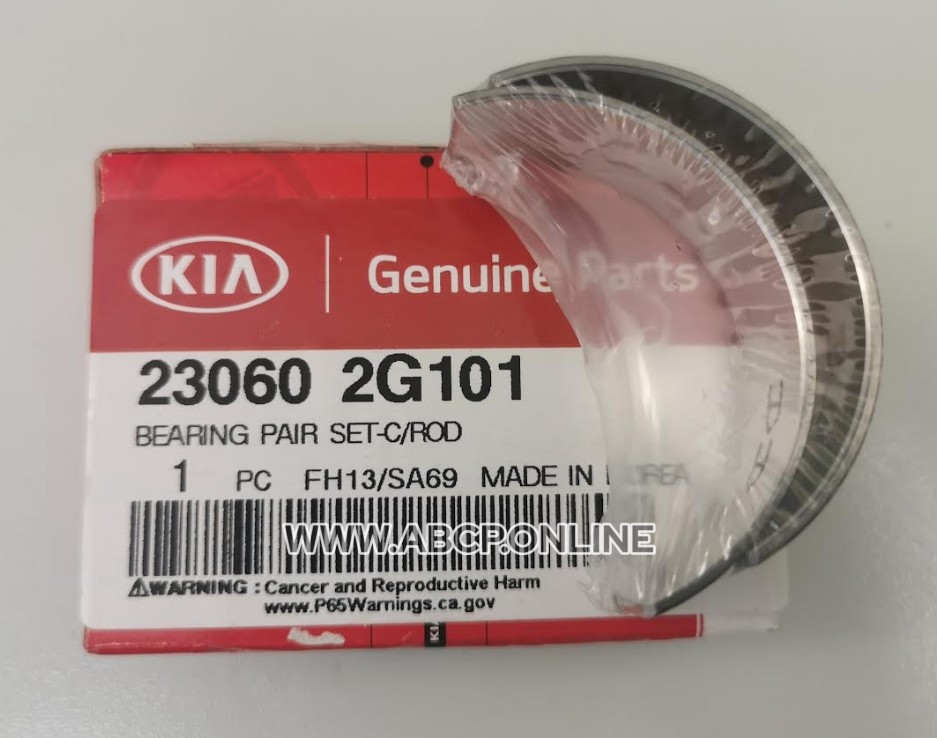 KIA Genuine Parts
23060 2G101
BEARING PAIR SET-C/ROD
1 PC FH13/SA69 MADE IN KOREA
WWW.ABCP.ONLINE
⚠WARNING : Cancer and Reproductive Harm
www.P65Warnings.ca.gov